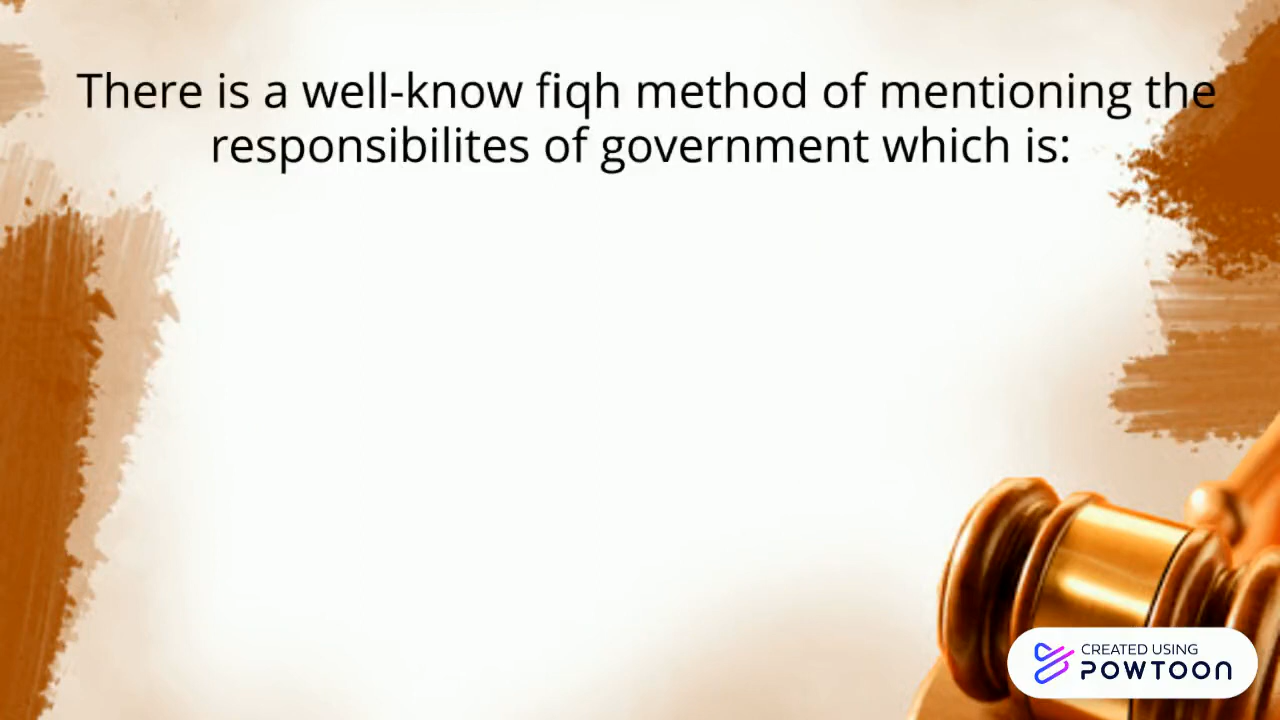 There is a well-know fiqh method of mentioning the
responsibilites of government which is:
CREATED USING
POWTOON